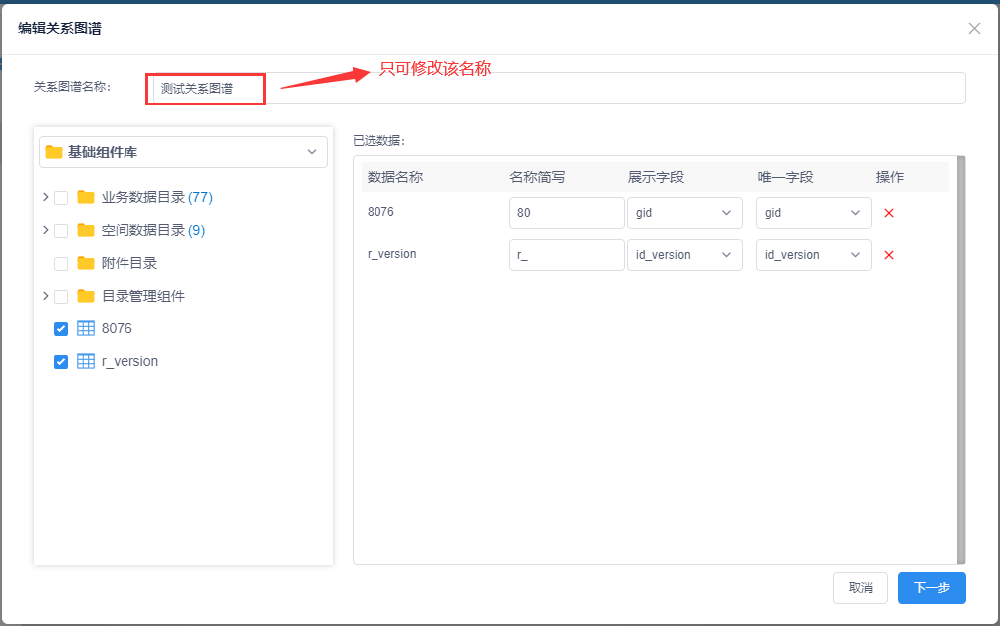 编辑关系图谱
只可修改该名称
关系图谱名称:
测试关系图谱
基础组件库
业务数据目录 (77)
空间数据目录 (9)
附件目录
目录管理组件
8076
r_version
已选数据:
数据名称 名称简写 展示字段 唯一字段 操作
8076 80 gid gid
r_version r_ id_version id_version
取消 下一步